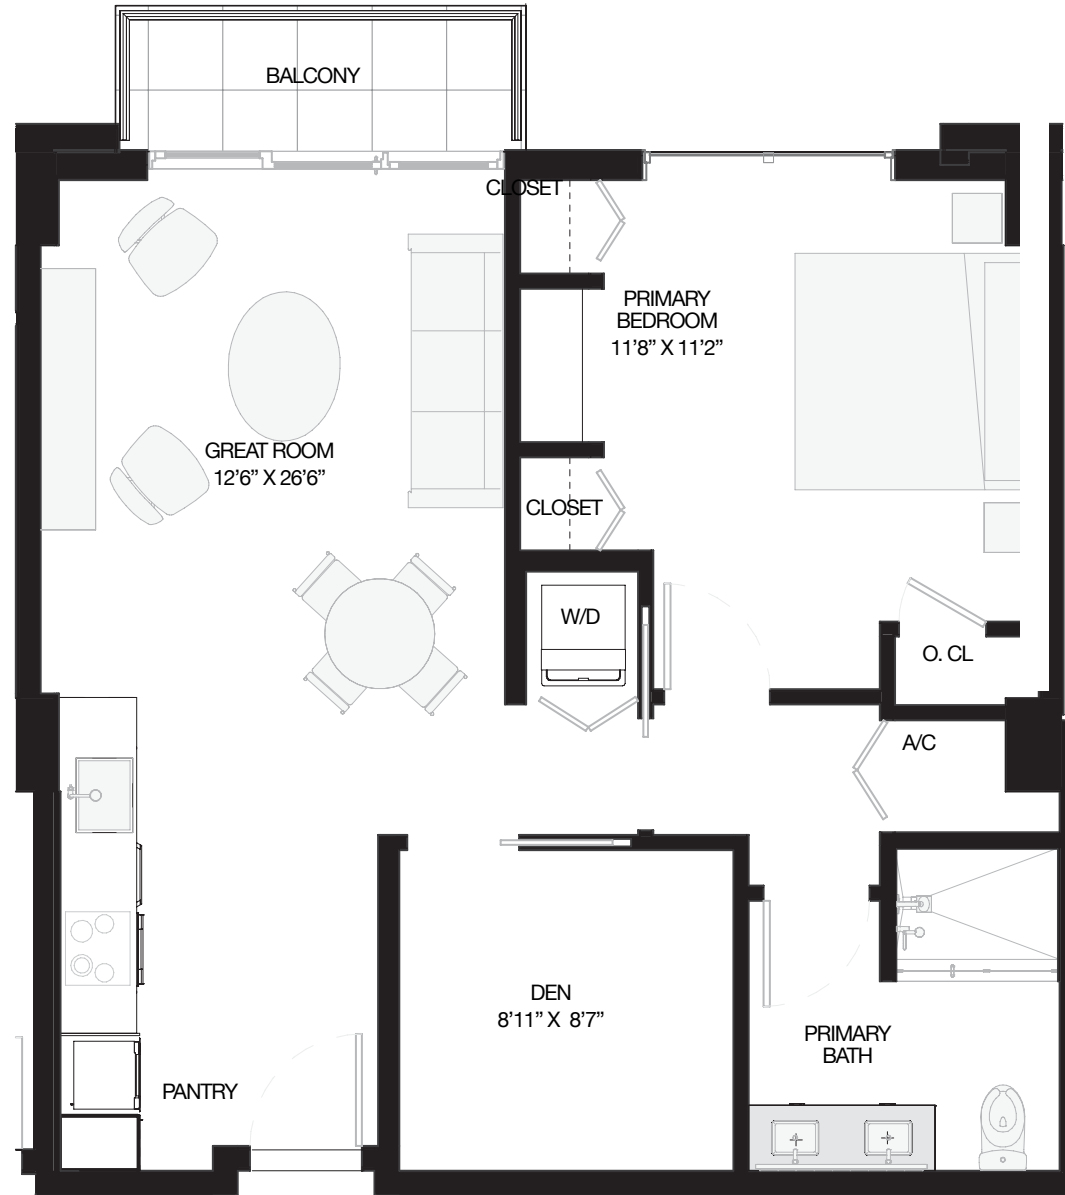 BALCONY
CLOSET
PRIMARY
BEDROOM
11’8” X 11’2”
GREAT ROOM
12’6” X 26’6”
CLOSET
W/D
O. CL
A/C
DEN
8’11” X 8’7”
PRIMARY
BATH
PANTRY